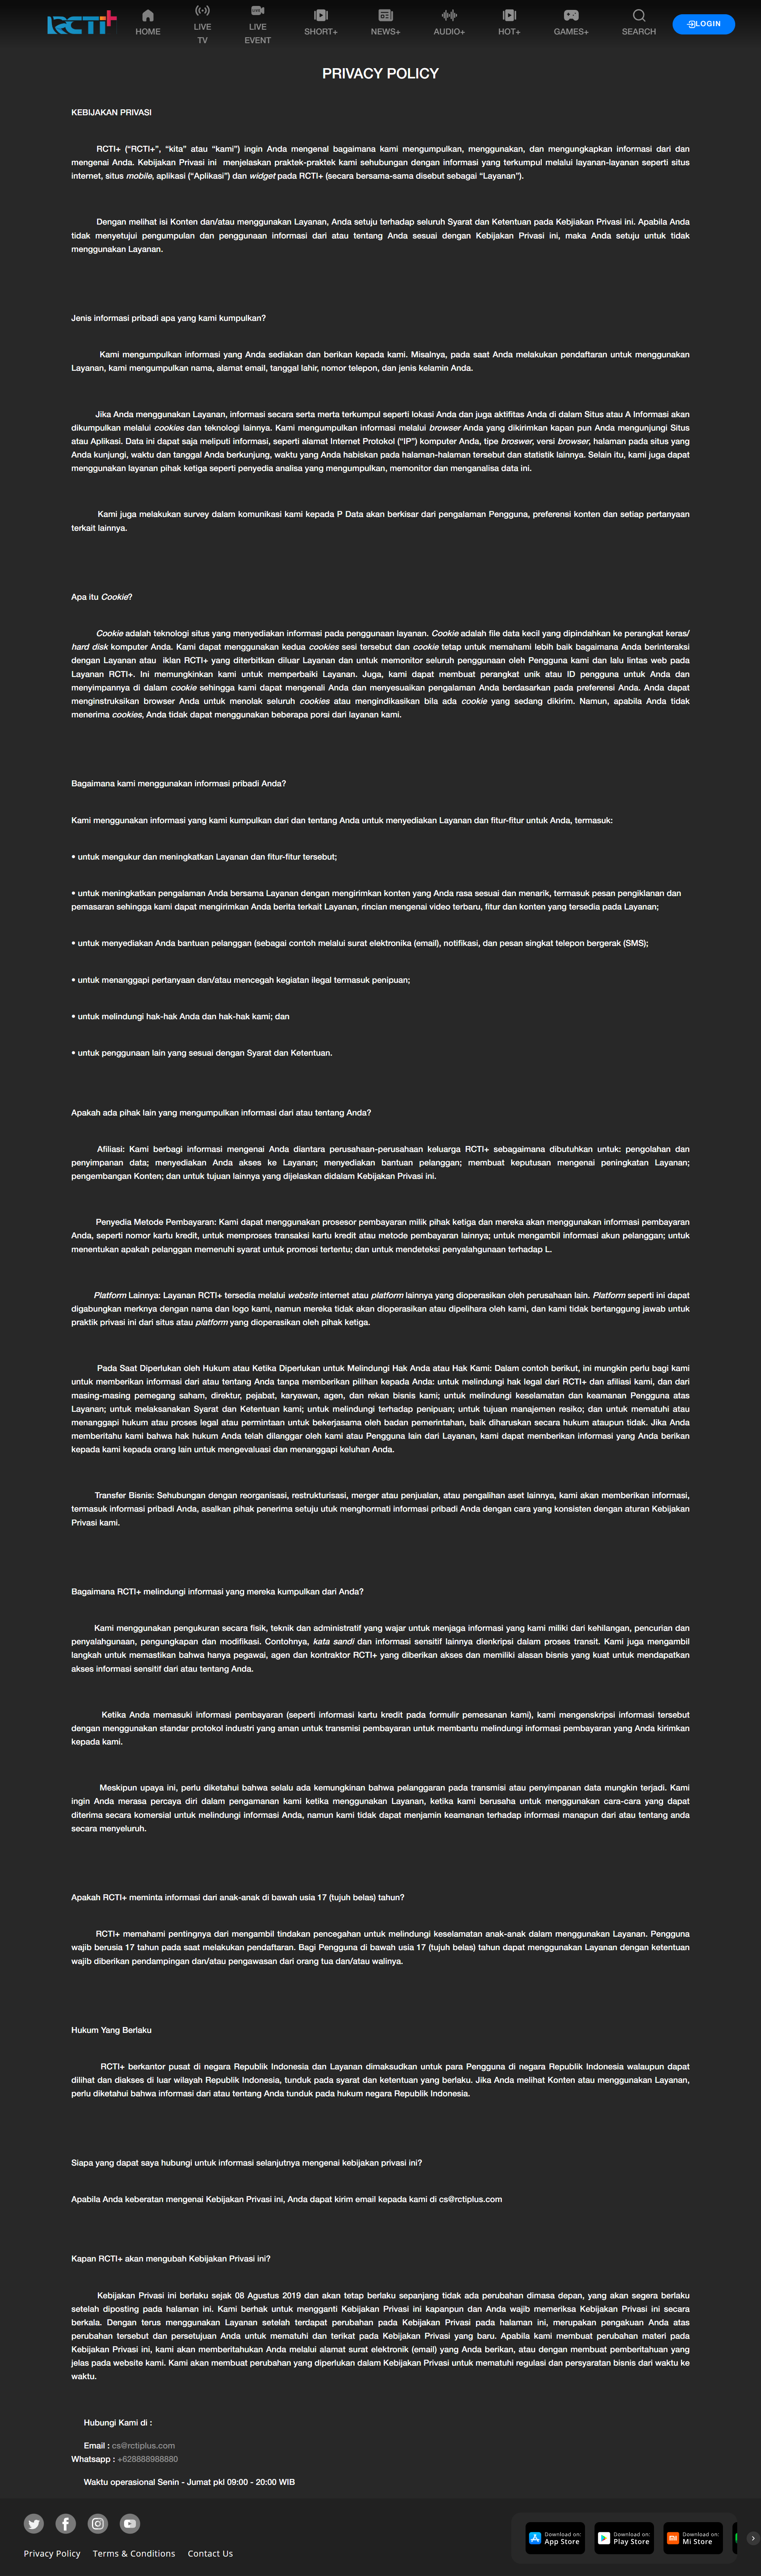 RCTI+
HOME
LIVE
TV
LIVE
EVENT
SHORT+
NEWS+
AUDIO+
HOT+
GAMES+
SEARCH
LOGIN
PRIVACY POLICY
KEBIJAKAN PRIVASI
RCTI+ (“RCTI+”, “kita” atau “kami”) ingin Anda mengenal bagaimana kami mengumpulkan, menggunakan, dan mengungkapkan informasi dari dan
mengenai Anda. Kebijakan Privasi ini menjelaskan praktek-praktek kami sehubungan dengan informasi yang terkumpul melalui layanan-layanan seperti situs
internet, situs mobile, aplikasi (“Aplikasi”) dan widget pada RCTI+ (secara bersama-sama disebut sebagai “Layanan”).
Dengan melihat isi Konten dan/atau menggunakan Layanan, Anda setuju terhadap seluruh Syarat dan Ketentuan pada Kebjiakan Privasi ini. Apabila Anda
tidak menyetujui pengumpulan dan penggunaan informasi dari atau tentang Anda sesuai dengan Kebijakan Privasi ini, maka Anda setuju untuk tidak
menggunakan Layanan.
Jenis informasi pribadi apa yang kami kumpulkan?
Kami mengumpulkan informasi yang Anda sediakan dan berikan kepada kami. Misalnya, pada saat Anda melakukan pendaftaran untuk menggunakan
Layanan, kami mengumpulkan nama, alamat email, tanggal lahir, nomor telepon, dan jenis kelamin Anda.
Jika Anda menggunakan Layanan, informasi secara serta merta terkumpul seperti lokasi Anda dan juga aktifitas Anda di dalam Situs atau A Informasi akan
dikumpulkan melalui cookies dan teknologi lainnya. Kami mengumpulkan informasi melalui browser Anda yang dikirimkan kapan pun Anda mengunjungi Situs
atau Aplikasi. Data ini dapat saja meliputi informasi, seperti alamat Internet Protokol (“IP”) komputer Anda, tipe broswer, versi browser, halaman pada situs yang
Anda kunjungi, waktu dan tanggal Anda berkunjung, waktu yang Anda habiskan pada halaman-halaman tersebut dan statistik lainnya. Selain itu, kami juga dapat
menggunakan layanan pihak ketiga seperti penyedia analisa yang mengumpulkan, memonitor dan menganalisa data ini.
Kami juga melakukan survey dalam komunikasi kami kepada P Data akan berkisar dari pengalaman Pengguna, preferensi konten dan setiap pertanyaan
terkait lainnya.
Apa itu Cookie?
Cookie adalah teknologi situs yang menyediakan informasi pada penggunaan layanan. Cookie adalah file data kecil yang dipindahkan ke perangkat keras/
hard disk komputer Anda. Kami dapat menggunakan kedua cookies sesi tersebut dan cookie tetap untuk memahami lebih baik bagaimana Anda berinteraksi
dengan Layanan atau iklan RCTI+ yang diterbitkan diluar Layanan dan untuk memonitor seluruh penggunaan oleh Pengguna kami dan lalu lintas web pada
Layanan RCTI+. Ini memungkinkan kami untuk memperbaiki Layanan. Juga, kami dapat membuat perangkat unik atau ID pengguna untuk Anda dan
menyimpannya di dalam cookie sehingga kami dapat mengenali Anda dan menyesuaikan pengalaman Anda berdasarkan pada preferensi Anda. Anda dapat
menginstruksikan browser Anda untuk menolak seluruh cookies atau mengindikasikan bila ada cookie yang sedang dikirim. Namun, apabila Anda tidak
menerima cookies, Anda tidak dapat menggunakan beberapa porsi dari layanan kami.
Bagaimana kami menggunakan informasi pribadi Anda?
Kami menggunakan informasi yang kami kumpulkan dari dan tentang Anda untuk menyediakan Layanan dan fitur-fitur untuk Anda, termasuk:
• untuk mengukur dan meningkatkan Layanan dan fitur-fitur tersebut;
• untuk meningkatkan pengalaman Anda bersama Layanan dengan mengirimkan konten yang Anda rasa sesuai dan menarik, termasuk pesan pengiklanan dan
pemasaran sehingga kami dapat mengirimkan Anda berita terkait Layanan, rincian mengenai video terbaru, fitur dan konten yang tersedia pada Layanan;
• untuk menyediakan Anda bantuan pelanggan (sebagai contoh melalui surat elektronika (email), notifikasi, dan pesan singkat telepon bergerak (SMS);
• untuk menanggapi pertanyaan dan/atau mencegah kegiatan ilegal termasuk penipuan;
• untuk melindungi hak-hak Anda dan hak-hak kami; dan
• untuk penggunaan lain yang sesuai dengan Syarat dan Ketentuan.
Apakah ada pihak lain yang mengumpulkan informasi dari atau tentang Anda?
Afiliasi: Kami berbagi informasi mengenai Anda diantara perusahaan-perusahaan keluarga RCTI+ sebagaimana dibutuhkan untuk: pengolahan dan
penyimpanan data; menyediakan Anda akses ke Layanan; menyediakan bantuan pelanggan; membuat keputusan mengenai peningkatan Layanan;
pengembangan Konten; dan untuk tujuan lainnya yang dijelaskan didalam Kebijakan Privasi ini.
Penyedia Metode Pembayaran: Kami dapat menggunakan prosesor pembayaran milik pihak ketiga dan mereka akan menggunakan informasi pembayaran
Anda, seperti nomor kartu kredit, untuk memproses transaksi kartu kredit atau metode pembayaran lainnya; untuk mengambil informasi akun pelanggan; untuk
menentukan apakah pelanggan memenuhi syarat untuk promosi tertentu; dan untuk mendeteksi penyalahgunaan terhadap L.
Platform Lainnya: Layanan RCTI+ tersedia melalui website internet atau platform lainnya yang dioperasikan oleh perusahaan lain. Platform seperti ini dapat
digabungkan merknya dengan nama dan logo kami, namun mereka tidak akan dioperasikan atau dipelihara oleh kami, dan kami tidak bertanggung jawab untuk
praktik privasi ini dari situs atau platform yang dioperasikan oleh pihak ketiga.
Pada Saat Diperlukan oleh Hukum atau Ketika Diperlukan untuk Melindungi Hak Anda atau Hak Kami: Dalam contoh berikut, ini mungkin perlu bagi kami
untuk memberikan informasi dari atau tentang Anda tanpa memberikan pilihan kepada Anda: untuk melindungi hak legal dari RCTI+ dan afiliasi kami, dan dari
masing-masing pemegang saham, direktur, pejabat, karyawan, agen, dan rekan bisnis kami; untuk melindungi keselamatan dan keamanan Pengguna atas
Layanan; untuk melaksanakan Syarat dan Ketentuan kami; untuk melindungi terhadap penipuan; untuk tujuan manajemen resiko; dan untuk mematuhi atau
menanggapi hukum atau proses legal atau permintaan untuk bekerjasama oleh badan pemerintahan, baik diharuskan secara hukum ataupun tidak. Jika Anda
memberitahu kami bahwa hak hukum Anda telah dilanggar oleh kami atau Pengguna lain dari Layanan, kami dapat memberikan informasi yang Anda berikan
kepada kami kepada orang lain untuk mengevaluasi dan menanggapi keluhan Anda.
Transfer Bisnis: Sehubungan dengan reorganisasi, restrukturisasi, merger atau penjualan, atau pengalihan aset lainnya, kami akan memberikan informasi,
termasuk informasi pribadi Anda, asalkan pihak penerima setuju utuk menghormati informasi pribadi Anda dengan cara yang konsisten dengan aturan Kebijakan
Privasi kami.
Bagaimana RCTI+ melindungi informasi yang mereka kumpulkan dari Anda?
Kami menggunakan pengukuran secara fisik, teknik dan administratif yang wajar untuk menjaga informasi yang kami miliki dari kehilangan, pencurian dan
penyalahgunaan, pengungkapan dan modifikasi. Contohnya, kata sandi dan informasi sensitif lainnya dienkripsi dalam proses transit. Kami juga mengambil
langkah untuk memastikan bahwa hanya pegawai, agen dan kontraktor RCTI+ yang diberikan akses dan memiliki alasan bisnis yang kuat untuk mendapatkan
akses informasi sensitif dari atau tentang Anda.
Ketika Anda memasuki informasi pembayaran (seperti informasi kartu kredit pada formulir pemesanan kami), kami mengenskripsi informasi tersebut
dengan menggunakan standar protokol industri yang aman untuk transmisi pembayaran untuk membantu melindungi informasi pembayaran yang Anda kirimkan
kepada kami.
Meskipun upaya ini, perlu diketahui bahwa selalu ada kemungkinan bahwa pelanggaran pada transmisi atau penyimpanan data mungkin terjadi. Kami
ingin Anda merasa percaya diri dalam pengamanan kami ketika menggunakan Layanan, ketika kami berusaha untuk menggunakan cara-cara yang dapat
diterima secara komersial untuk melindungi informasi Anda, namun kami tidak dapat menjamin keamanan terhadap informasi manapun dari atau tentang anda
secara menyeluruh.
Apakah RCTI+ meminta informasi dari anak-anak di bawah usia 17 (tujuh belas) tahun?
RCTI+ memahami pentingnya dari mengambil tindakan pencegahan untuk melindungi keselamatan anak-anak dalam menggunakan Layanan. Pengguna
wajib berusia 17 tahun pada saat melakukan pendaftaran. Bagi Pengguna di bawah usia 17 (tujuh belas) tahun dapat menggunakan Layanan dengan ketentuan
wajib diberikan pendampingan dan/atau pengawasan dari orang tua dan/atau walinya.
Hukum Yang Berlaku
RCTI+ berkantor pusat di negara Republik Indonesia dan Layanan dimaksudkan untuk para Pengguna di negara Republik Indonesia walaupun dapat
dilihat dan diakses di luar wilayah Republik Indonesia, tunduk pada syarat dan ketentuan yang berlaku. Jika Anda melihat Konten atau menggunakan Layanan,
perlu diketahui bahwa informasi dari atau tentang Anda tunduk pada hukum negara Republik Indonesia.
Siapa yang dapat saya hubungi untuk informasi selanjutnya mengenai kebijakan privasi ini?
Apabila Anda keberatan mengenai Kebijakan Privasi ini, Anda dapat kirim email kepada kami di cs@rctiplus.com
Kapan RCTI+ akan mengubah Kebijakan Privasi ini?
Kebijakan Privasi ini berlaku sejak 08 Agustus 2019 dan akan tetap berlaku sepanjang tidak ada perubahan dimasa depan, yang akan segera berlaku
setelah diposting pada halaman ini. Kami berhak untuk mengganti Kebijakan Privasi ini kapanpun dan Anda wajib memeriksa Kebijakan Privasi ini secara
berkala. Dengan terus menggunakan Layanan setelah terdapat perubahan pada Kebijakan Privasi pada halaman ini, merupakan pengakuan Anda atas
perubahan tersebut dan persetujuan Anda untuk mematuhi dan terikat pada Kebijakan Privasi yang baru. Apabila kami membuat perubahan materi pada
Kebijakan Privasi ini, kami akan memberitahukan Anda melalui alamat surat elektronik (email) yang Anda berikan, atau dengan membuat pemberitahuan yang
jelas pada website kami. Kami akan membuat perubahan yang diperlukan dalam Kebijakan Privasi untuk mematuhi regulasi dan persyaratan bisnis dari waktu ke
waktu.
Hubungi Kami di :
Email : cs@rctiplus.com
Whatsapp : +628888988880
Waktu operasional Senin - Jumat pkl 09:00 - 20:00 WIB
Download on:
App Store
Download on:
Play Store
Download on:
Mi Store
Privacy Policy
Terms & Conditions
Contact Us